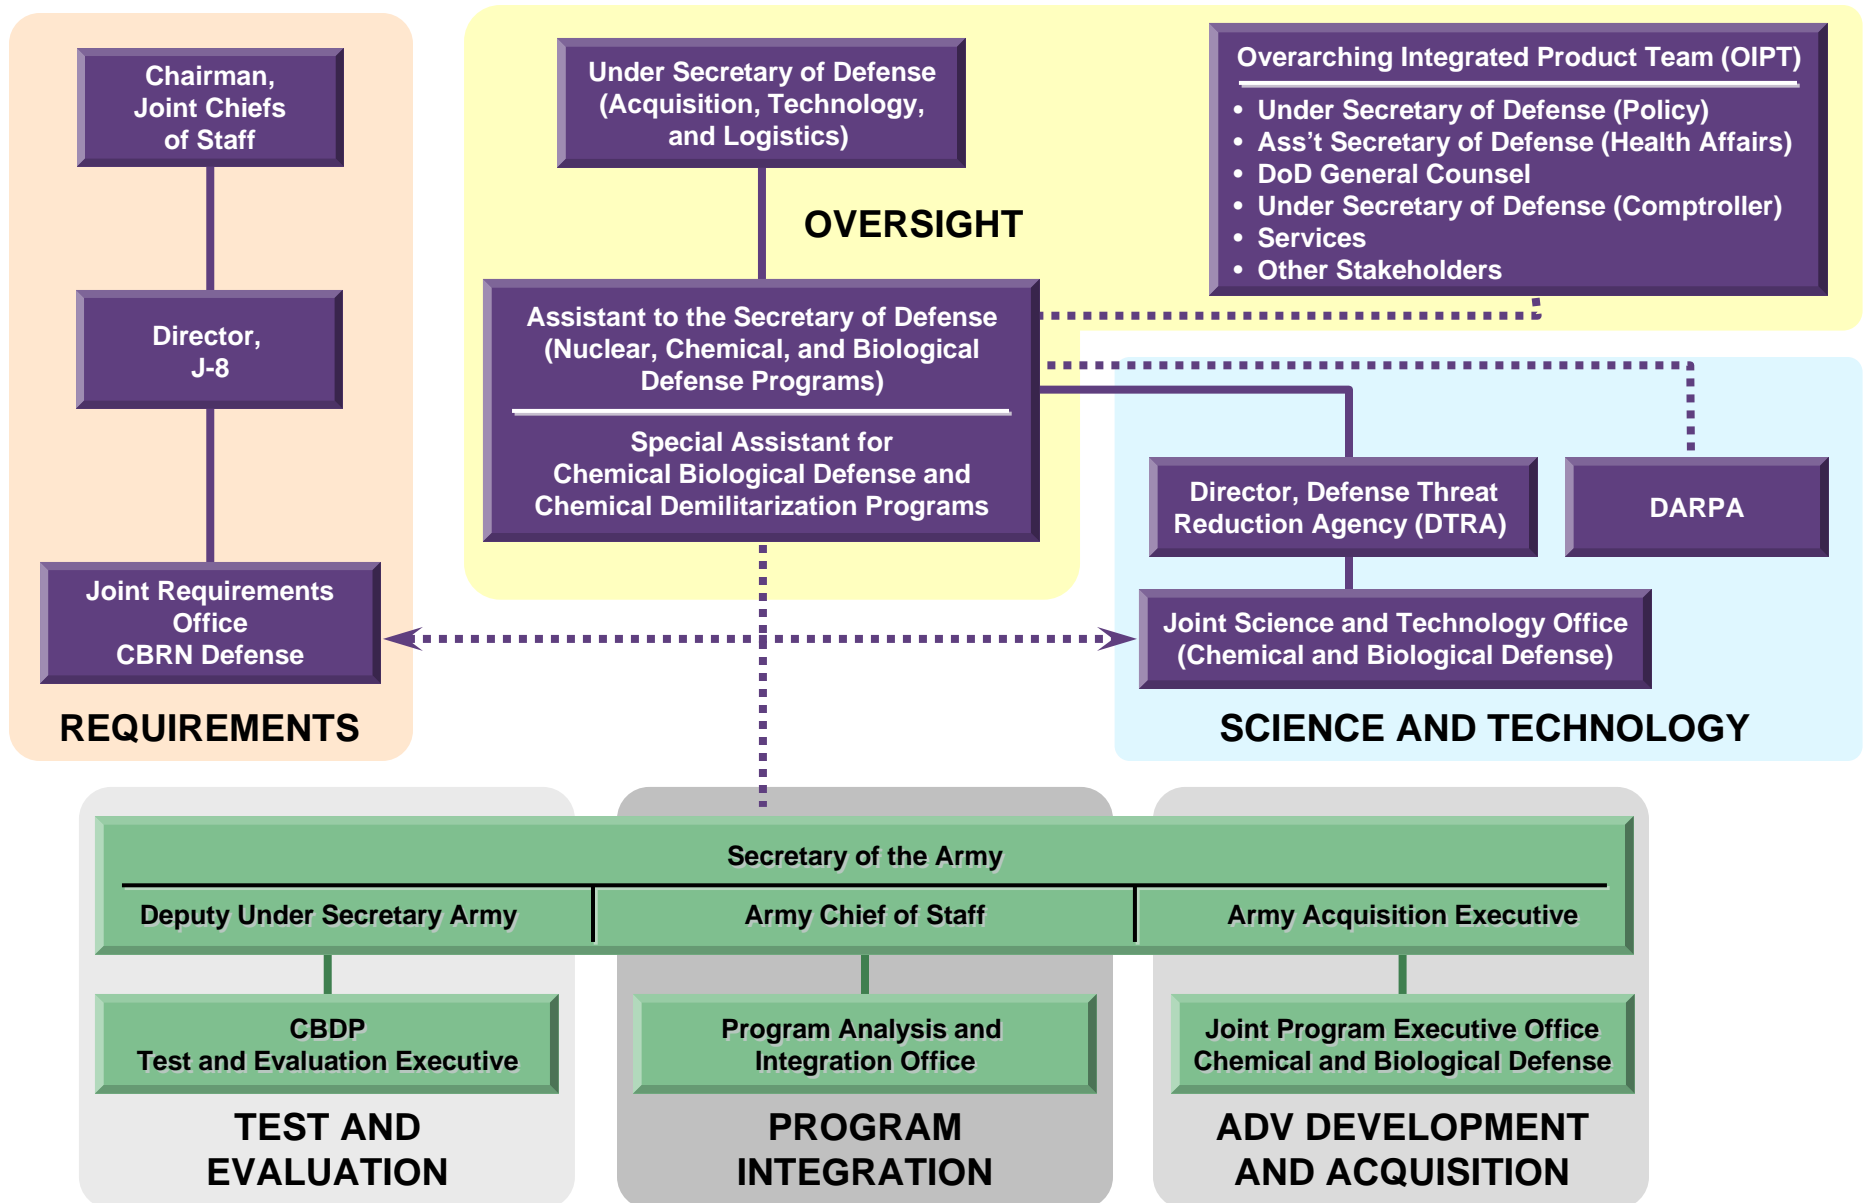 Chairman,
Joint Chiefs
of Staff
Director,
J-8
Joint Requirements
Office
CBRN Defense
REQUIREMENTS
Under Secretary of Defense
(Acquisition, Technology,
and Logistics)
OVERSIGHT
Assistant to the Secretary of Defense
(Nuclear, Chemical, and Biological
Defense Programs)
Special Assistant for
Chemical Biological Defense and
Chemical Demilitarization Programs
Overarching Integrated Product Team (OIPT)
• Under Secretary of Defense (Policy)
• Ass't Secretary of Defense (Health Affairs)
• DoD General Counsel
• Under Secretary of Defense (Comptroller)
• Services
• Other Stakeholders
Director, Defense Threat
Reduction Agency (DTRA)
DARPA
Joint Science and Technology Office
(Chemical and Biological Defense)
SCIENCE AND TECHNOLOGY
Secretary of the Army
Deputy Under Secretary Army
Army Chief of Staff
Army Acquisition Executive
CBDP
Test and Evaluation Executive
Program Analysis and
Integration Office
Joint Program Executive Office
Chemical and Biological Defense
TEST AND
EVALUATION
PROGRAM
INTEGRATION
ADV DEVELOPMENT
AND ACQUISITION